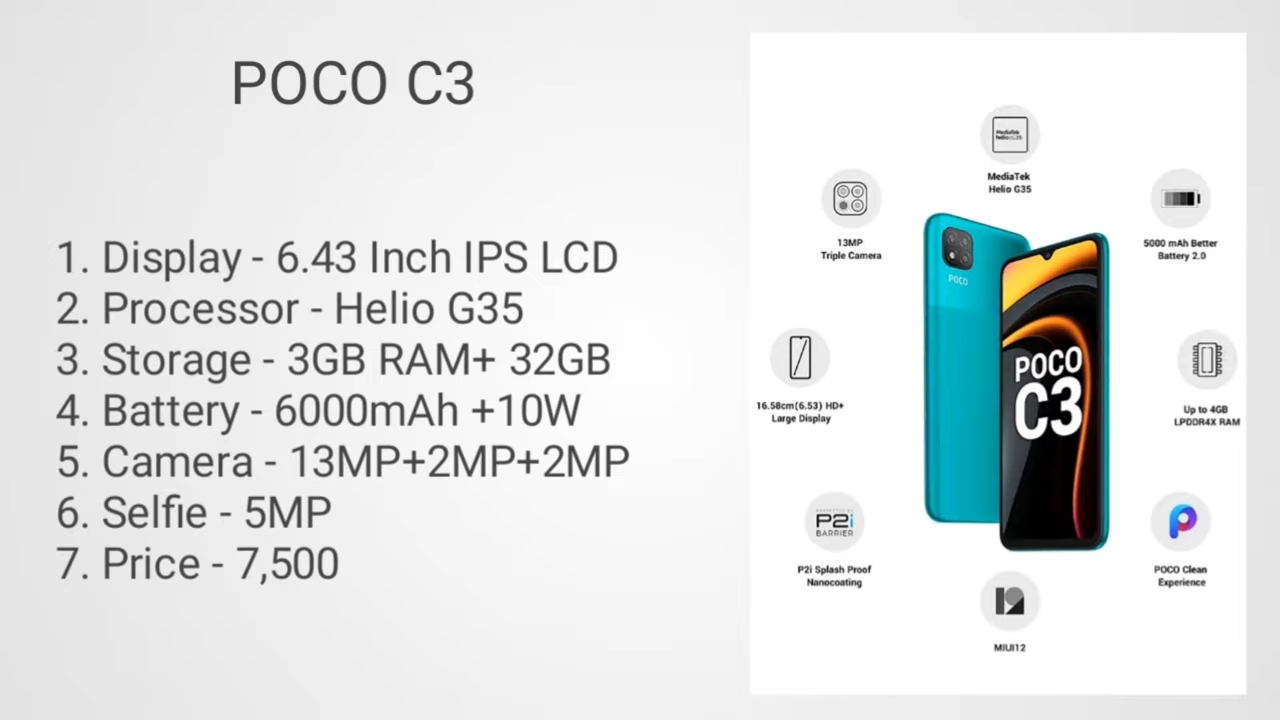 POCO C3
1. Display - 6.43 Inch IPS LCD
2. Processor - Helio G35
3. Storage - 3GB RAM+ 32GB
4. Battery - 6000mAh +10W
5. Camera - 13MP+2MP+2MP
6. Selfie - 5MP
7. Price - 7,500
MediaTek
MediaTek
Helio G35
13MP
Triple Camera
5000 mAh Better
Battery 2.0
POCO
POCO
C3
16.58cm(6.53) HD+
Large Display
Up to 4GB
LPDDR4X RAM
P2i
BARRIER
P2i Splash Proof
Nanocoating
POCO Clean
Experience
MIUI12